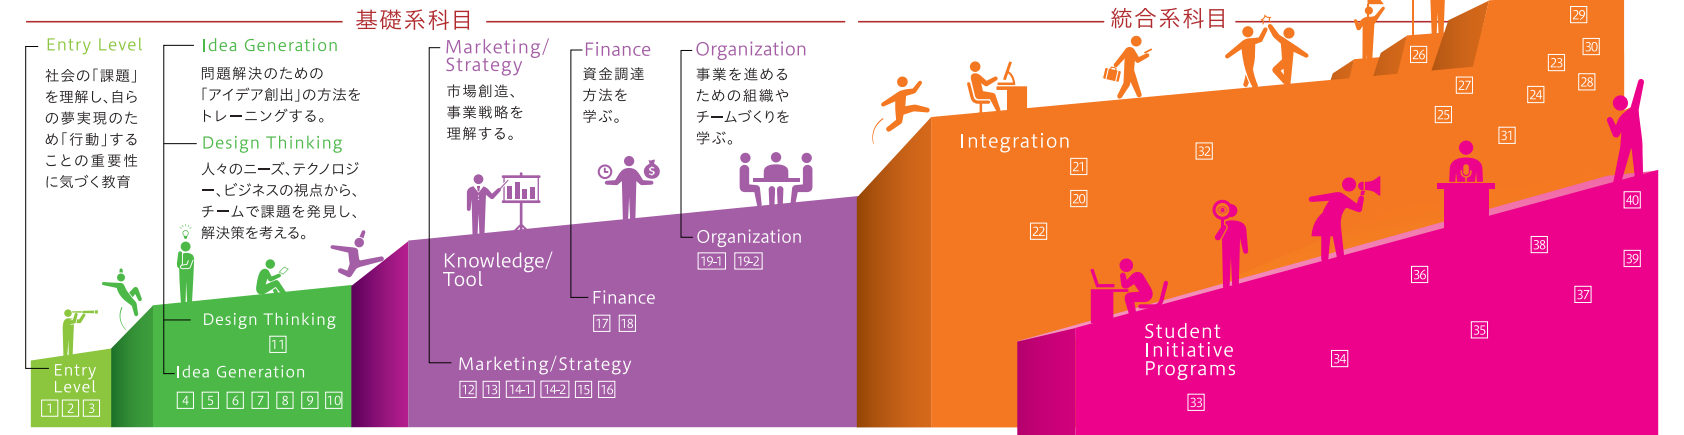 基礎系科目
統合系科目
Entry Level
社会の「課題」
を理解し、自ら
の夢実現のた
め「行動」する
ことの重要性
に気づく教育
Idea Generation
問題解決のための
「アイデア創出」の方法を
トレーニングする。
Design Thinking
人々のニーズ、テクノロジ
ー、ビジネスの視点から、
チームで課題を発見し、
解決策を考える。
Marketing/
Strategy
市場創造、
事業戦略を
理解する。
Finance
資金調達
方法を
学ぶ。
Organization
事業を進める
ための組織や
チームづくりを
学ぶ。
Entry
Level
1 2 3
Design Thinking
11
Idea Generation
4 5 6 7 8 9 10
Knowledge/
Tool
Organization
19-1 19-2
Finance
17 18
$
Marketing/Strategy
12 13 14-1 14-2 15 16
Integration
21
20
22
32
26
27
25
31
24
23
28
30
29
Student
Initiative
Programs
33
34
35
36
37
38
39
40